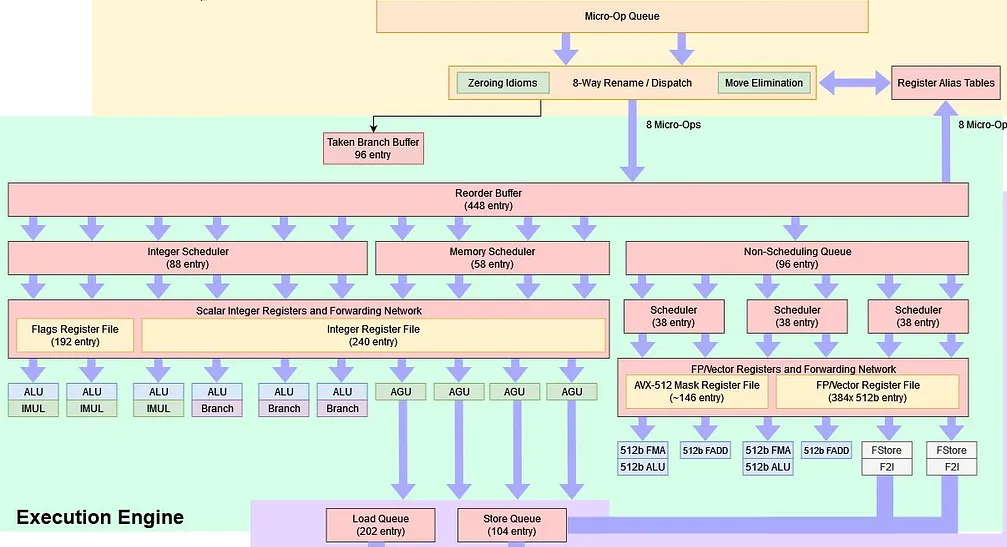 Micro-Op Queue
Zeroing Idioms
8-Way Rename / Dispatch
Move Elimination
Register Alias Tables
8 Micro-Ops
8 Micro-Op
Taken Branch Buffer
96 entry
Reorder Buffer
(448 entry)
Integer Scheduler
(88 entry)
Memory Scheduler
(58 entry)
Non-Scheduling Queue
(96 entry)
Scalar Integer Registers and Forwarding Network
Flags Register File
(192 entry)
Integer Register File
(240 entry)
Scheduler
(38 entry)
Scheduler
(38 entry)
Scheduler
(38 entry)
FP/Vector Registers and Forwarding Network
AVX-512 Mask Register File
(~146 entry)
FP/Vector Register File
(384x 512b entry)
ALU
IMUL
ALU
IMUL
ALU
IMUL
ALU
Branch
ALU
Branch
ALU
Branch
AGU
AGU
AGU
AGU
512b FMA
512b ALU
512b FADD
512b FMA
512b ALU
512b FADD
FStore
F2I
FStore
F2I
Execution Engine
Load Queue
(202 entry)
Store Queue
(104 entry)